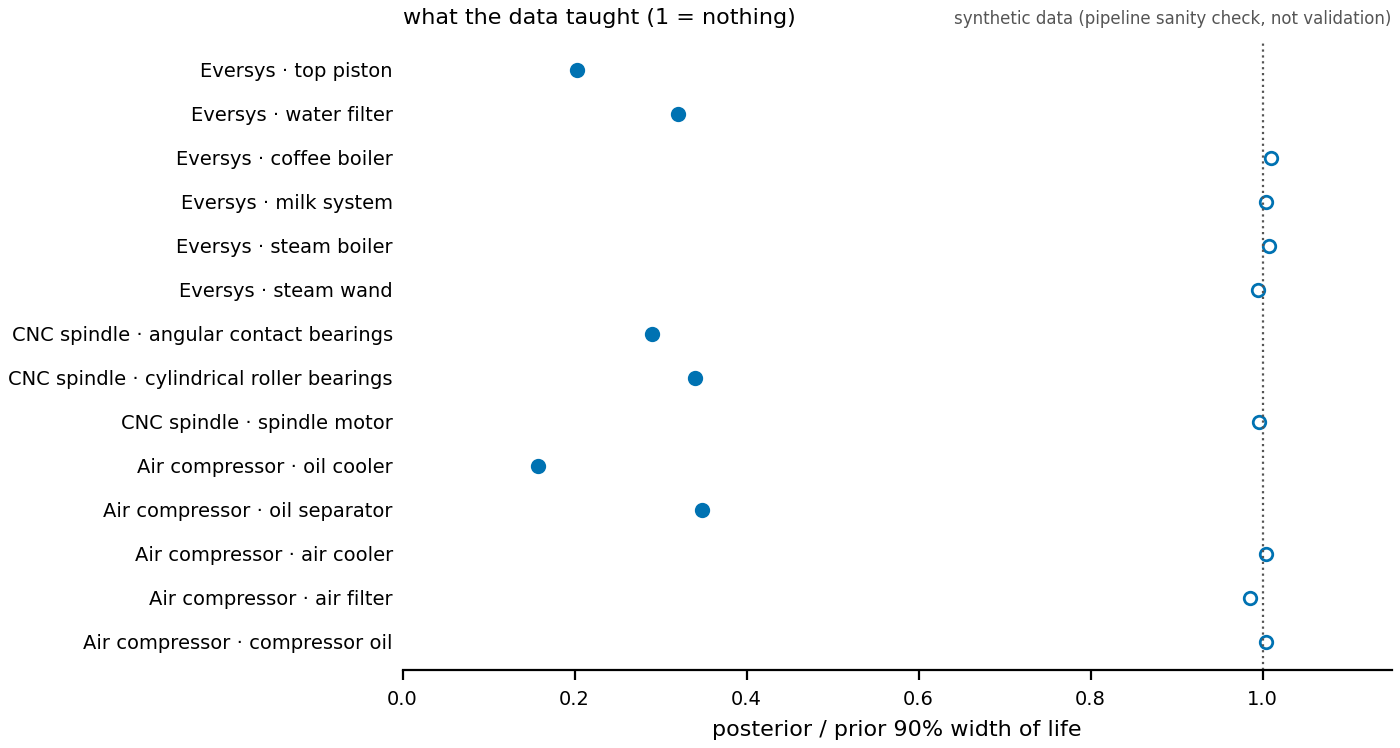 what the data taught (1 = nothing)
synthetic data (pipeline sanity check, not validation)
Eversys · top piston
Eversys · water filter
Eversys · coffee boiler
Eversys · milk system
Eversys · steam boiler
Eversys · steam wand
CNC spindle · angular contact bearings
CNC spindle · cylindrical roller bearings
CNC spindle · spindle motor
Air compressor · oil cooler
Air compressor · oil separator
Air compressor · air cooler
Air compressor · air filter
Air compressor · compressor oil
0.0 0.2 0.4 0.6 0.8 1.0
posterior / prior 90% width of life